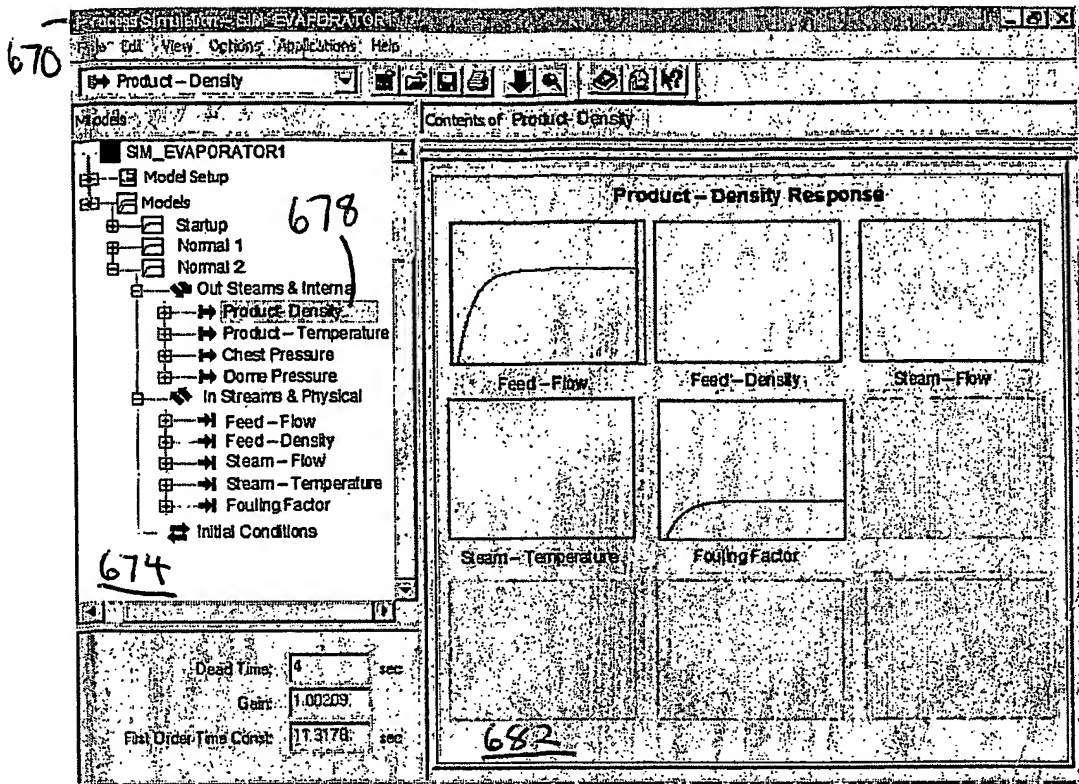 670
Process Simulation - SIM_EVAPORATOR1
File Edit View Options Applications Help
Product - Density
Models
Contents of Product-Density
SIM_EVAPORATOR1
Model Setup
Models
Startup
Normal 1
Normal 2
Out Steams & Interna
Product-Density
Product - Temperature
Chest Pressure
Dome Pressure
In Streams & Physical
Feed - Flow
Feed - Density
Steam - Flow
Steam - Temperature
Fouling Factor
Initial Conditions
678
674
Dead Time: 4 sec
Gain: 1.00209
First Order Time Const: 11.3178 sec
Product - Density Response
Feed - Flow
Feed - Density
Steam - Flow
Steam - Temperature
Fouling Factor
682